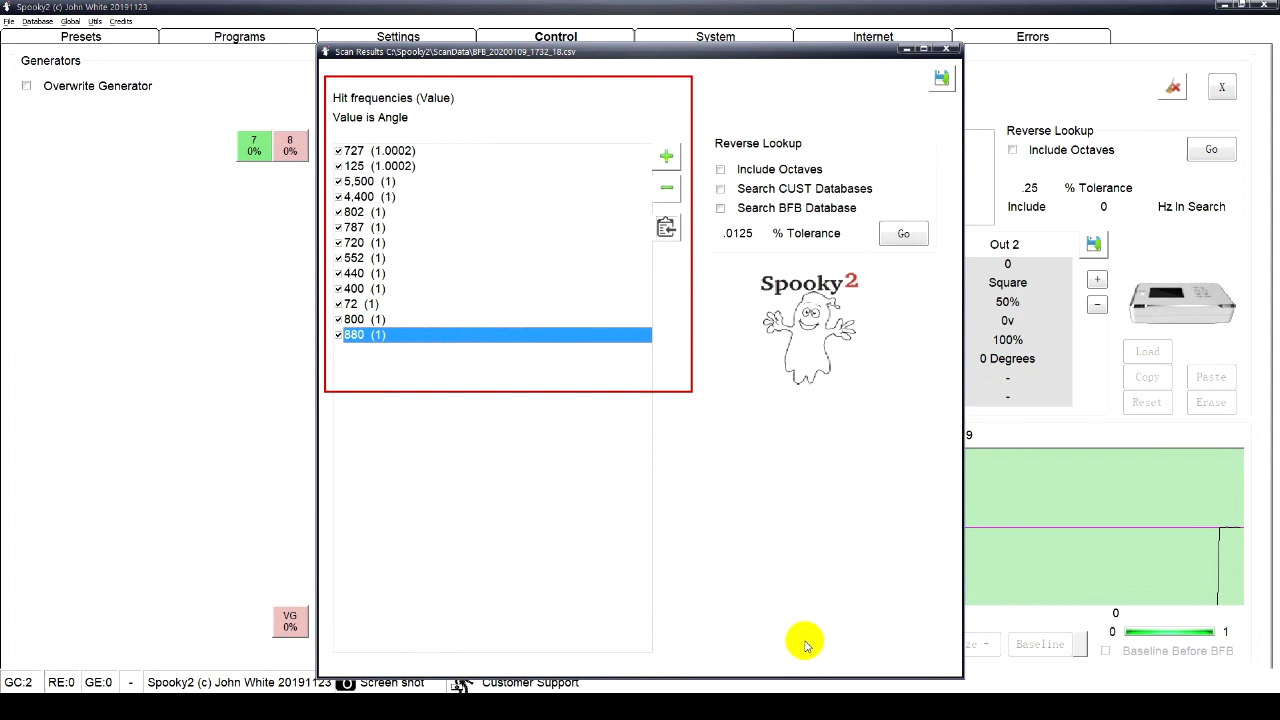 Spooky2 (c) John White 20191123
File Database Global Utils Credits
Presets Programs Settings Control System Internet Errors
Generators
Overwrite Generator
7
0%
8
0%
VG
0%
Scan Results C:\Spooky2\ScanData\BFB_20200109_1732_18.csv
Hit frequencies (Value)
Value is Angle
727 (1.0002)
125 (1.0002)
5,500 (1)
4,400 (1)
802 (1)
787 (1)
720 (1)
552 (1)
440 (1)
400 (1)
72 (1)
800 (1)
880 (1)
Reverse Lookup
Include Octaves
Search CUST Databases
Search BFB Database
.0125 % Tolerance Go
Spooky2
X
Reverse Lookup
Include Octaves Go
.25 % Tolerance
Include 0 Hz In Search
Out 2
0
Square
50%
0v
100%
0 Degrees
-
-
+
-
Load
Copy Paste
Reset Erase
9
0
0 1
ze + Baseline
Baseline Before BFB
GC:2 RE:0 GE:0 - Spooky2 (c) John White 20191123 Screen shot Customer Support